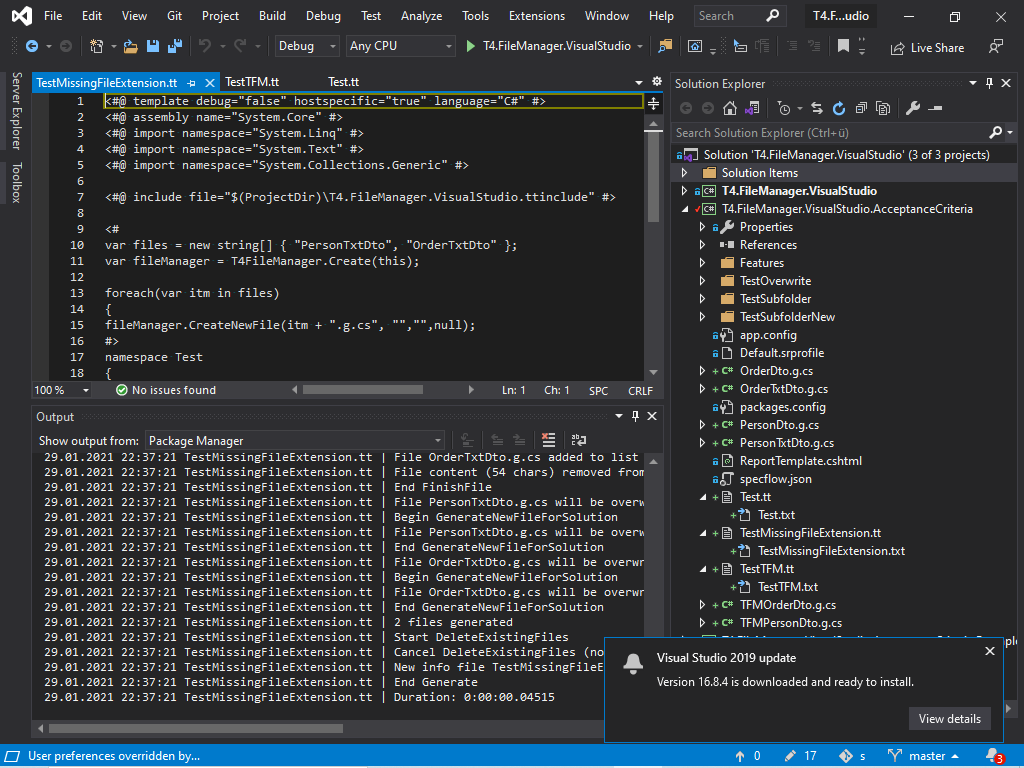 File Edit View Git Project Build Debug Test Analyze Tools Extensions Window Help Search T4.F...udio
Debug Any CPU T4.FileManager.VisualStudio Live Share
Server Explorer
Toolbox
TestMissingFileExtension.tt TestTFM.tt Test.tt
1 <#@ template debug="false" hostspecific="true" language="C#" #>
2 <#@ assembly name="System.Core" #>
3 <#@ import namespace="System.Linq" #>
4 <#@ import namespace="System.Text" #>
5 <#@ import namespace="System.Collections.Generic" #>
6
7 <#@ include file="$(ProjectDir)\T4.FileManager.VisualStudio.ttinclude" #>
8
9 <#
10 var files = new string[] { "PersonTxtDto", "OrderTxtDto" };
11 var fileManager = T4FileManager.Create(this);
12
13 foreach(var itm in files)
14 {
15 fileManager.CreateNewFile(itm + ".g.cs", "","",null);
16 #>
17 namespace Test
18 {
100 % No issues found Ln: 1 Ch: 1 SPC CRLF
Output
Show output from: Package Manager
29.01.2021 22:37:21 TestMissingFileExtension.tt | File OrderTxtDto.g.cs added to list
29.01.2021 22:37:21 TestMissingFileExtension.tt | File content (54 chars) removed from
29.01.2021 22:37:21 TestMissingFileExtension.tt | End FinishFile
29.01.2021 22:37:21 TestMissingFileExtension.tt | File PersonTxtDto.g.cs will be overw
29.01.2021 22:37:21 TestMissingFileExtension.tt | Begin GenerateNewFileForSolution
29.01.2021 22:37:21 TestMissingFileExtension.tt | File PersonTxtDto.g.cs will be overw
29.01.2021 22:37:21 TestMissingFileExtension.tt | End GenerateNewFileForSolution
29.01.2021 22:37:21 TestMissingFileExtension.tt | File OrderTxtDto.g.cs will be overwr
29.01.2021 22:37:21 TestMissingFileExtension.tt | Begin GenerateNewFileForSolution
29.01.2021 22:37:21 TestMissingFileExtension.tt | File OrderTxtDto.g.cs will be overwr
29.01.2021 22:37:21 TestMissingFileExtension.tt | End GenerateNewFileForSolution
29.01.2021 22:37:21 TestMissingFileExtension.tt | 2 files generated
29.01.2021 22:37:21 TestMissingFileExtension.tt | Start DeleteExistingFiles
29.01.2021 22:37:21 TestMissingFileExtension.tt | Cancel DeleteExistingFiles (no
29.01.2021 22:37:21 TestMissingFileExtension.tt | New info file TestMissingFileE
29.01.2021 22:37:21 TestMissingFileExtension.tt | End Generate
29.01.2021 22:37:21 TestMissingFileExtension.tt | Duration: 0:00:00.04515
Solution Explorer
Search Solution Explorer (Ctrl+ü)
Solution 'T4.FileManager.VisualStudio' (3 of 3 projects)
Solution Items
C# T4.FileManager.VisualStudio
C# T4.FileManager.VisualStudio.AcceptanceCriteria
Properties
References
Features
TestOverwrite
TestSubfolder
TestSubfolderNew
app.config
Default.srprofile
C# OrderDto.g.cs
C# OrderTxtDto.g.cs
packages.config
C# PersonDto.g.cs
C# PersonTxtDto.g.cs
ReportTemplate.cshtml
specflow.json
Test.tt
Test.txt
TestMissingFileExtension.tt
TestMissingFileExtension.txt
TestTFM.tt
TestTFM.txt
C# TFMOrderDto.g.cs
C# TFMPersonDto.g.cs
Visual Studio 2019 update
Version 16.8.4 is downloaded and ready to install.
View details
User preferences overridden by... 0 17 s master 3